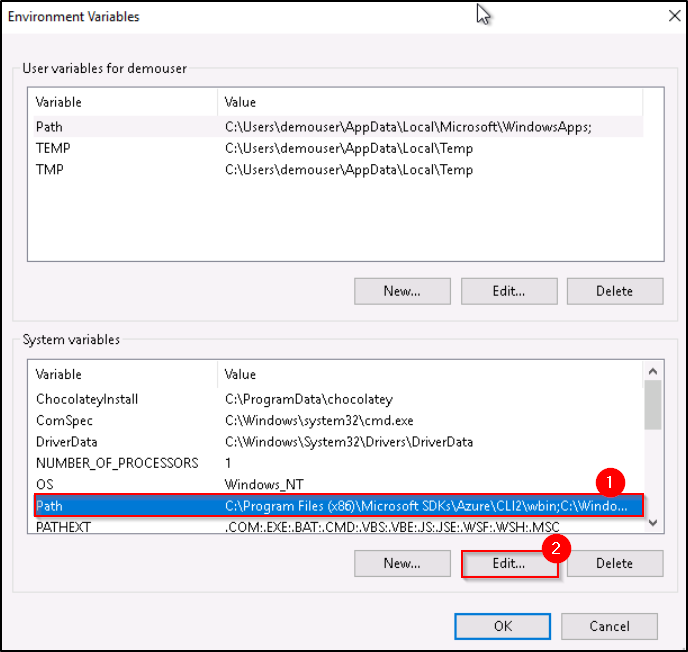 Environment Variables
User variables for demouser
Variable Value
Path C:\Users\demouser\AppData\Local\Microsoft\WindowsApps;
TEMP C:\Users\demouser\AppData\Local\Temp
TMP C:\Users\demouser\AppData\Local\Temp
New... Edit... Delete
System variables
Variable Value
ChocolateyInstall C:\ProgramData\chocolatey
ComSpec C:\Windows\system32\cmd.exe
DriverData C:\Windows\System32\Drivers\DriverData
NUMBER_OF_PROCESSORS 1
OS Windows_NT
1
Path C:\Program Files (x86)\Microsoft SDKs\Azure\CLI2\wbin;C:\Windo...
PATHEXT .COM;.EXE;.BAT;.CMD;.VBS;.VBE;.JS;.JSE;.WSF;.WSH;.MSC
2
New... Edit... Delete
OK Cancel